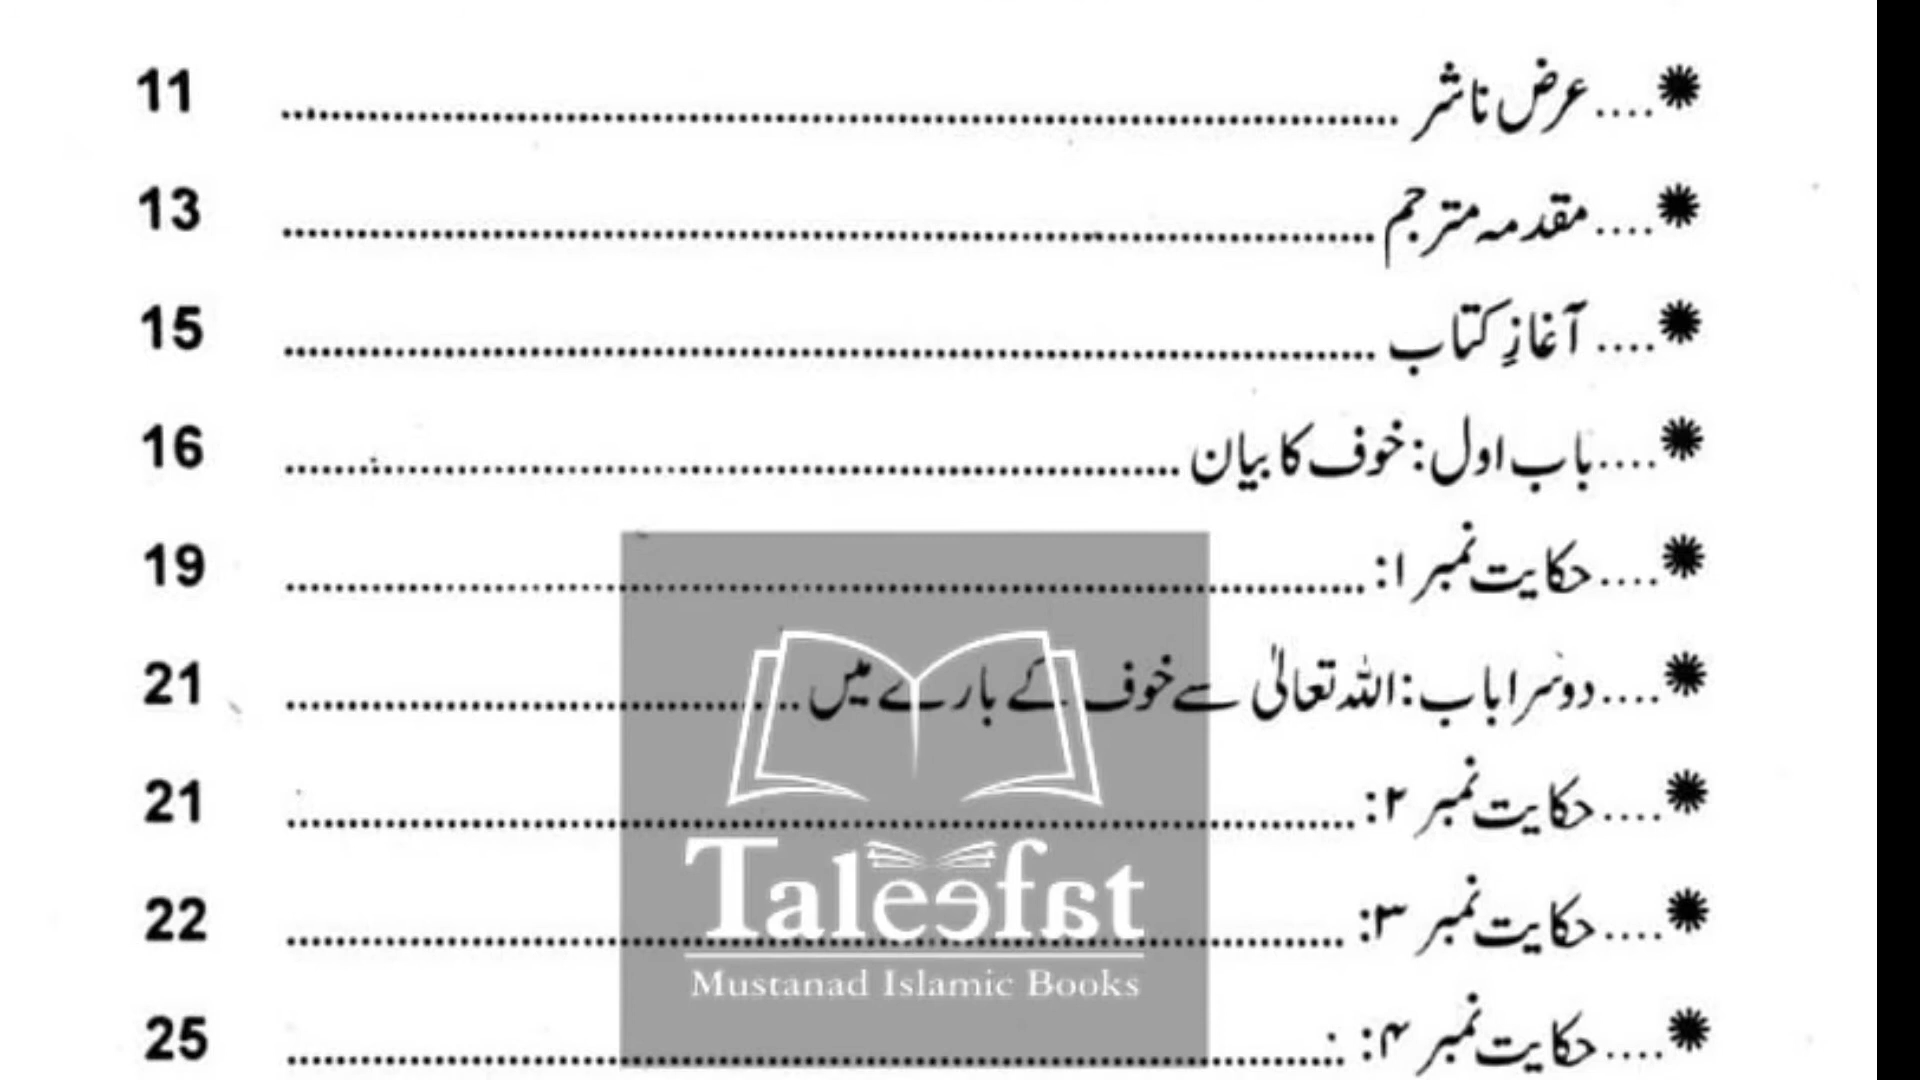 ✹....عرض ناشر........ 11
✹....مقدمہ مترجم........ 13
✹....آغازِ کتاب........ 15
✹....باب اول: خوف کا بیان........ 16
✹....حکایت نمبر ۱:........ 19
✹....دوسرا باب: اللہ تعالیٰ سے خوف کے بارے میں........ 21
✹....حکایت نمبر ۲:........ 21
✹....حکایت نمبر ۳:........ 22
✹....حکایت نمبر ۴:........ 25
Taleefat
Mustanad Islamic Books